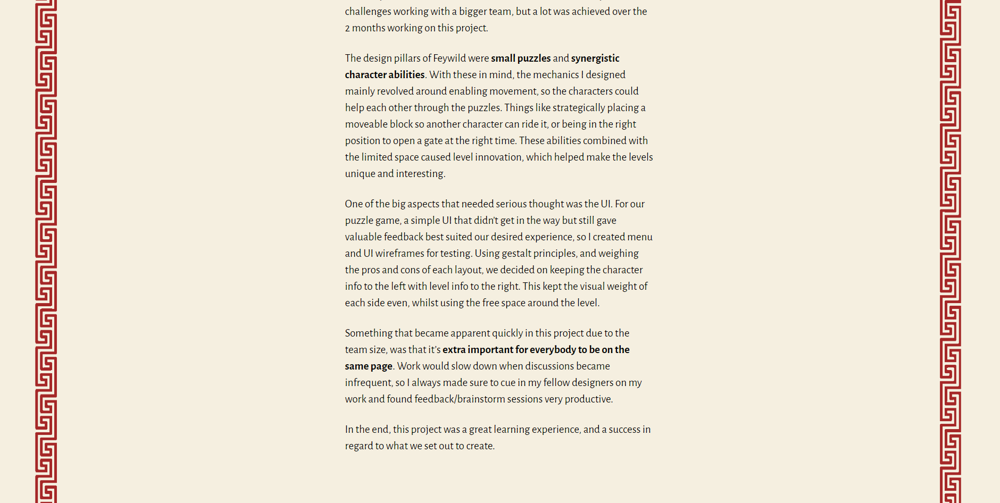 challenges working with a bigger team, but a lot was achieved over the
2 months working on this project.
The design pillars of Feywild were small puzzles and synergistic
character abilities. With these in mind, the mechanics I designed
mainly revolved around enabling movement, so the characters could
help each other through the puzzles. Things like strategically placing a
moveable block so another character can ride it, or being in the right
position to open a gate at the right time. These abilities combined with
the limited space caused level innovation, which helped make the levels
unique and interesting.
One of the big aspects that needed serious thought was the UI. For our
puzzle game, a simple UI that didn’t get in the way but still gave
valuable feedback best suited our desired experience, so I created menu
and UI wireframes for testing. Using gestalt principles, and weighing
the pros and cons of each layout, we decided on keeping the character
info to the left with level info to the right. This kept the visual weight of
each side even, whilst using the free space around the level.
Something that became apparent quickly in this project due to the
team size, was that it’s extra important for everybody to be on the
same page. Work would slow down when discussions became
infrequent, so I always made sure to cue in my fellow designers on my
work and found feedback/brainstorm sessions very productive.
In the end, this project was a great learning experience, and a success in
regard to what we set out to create.